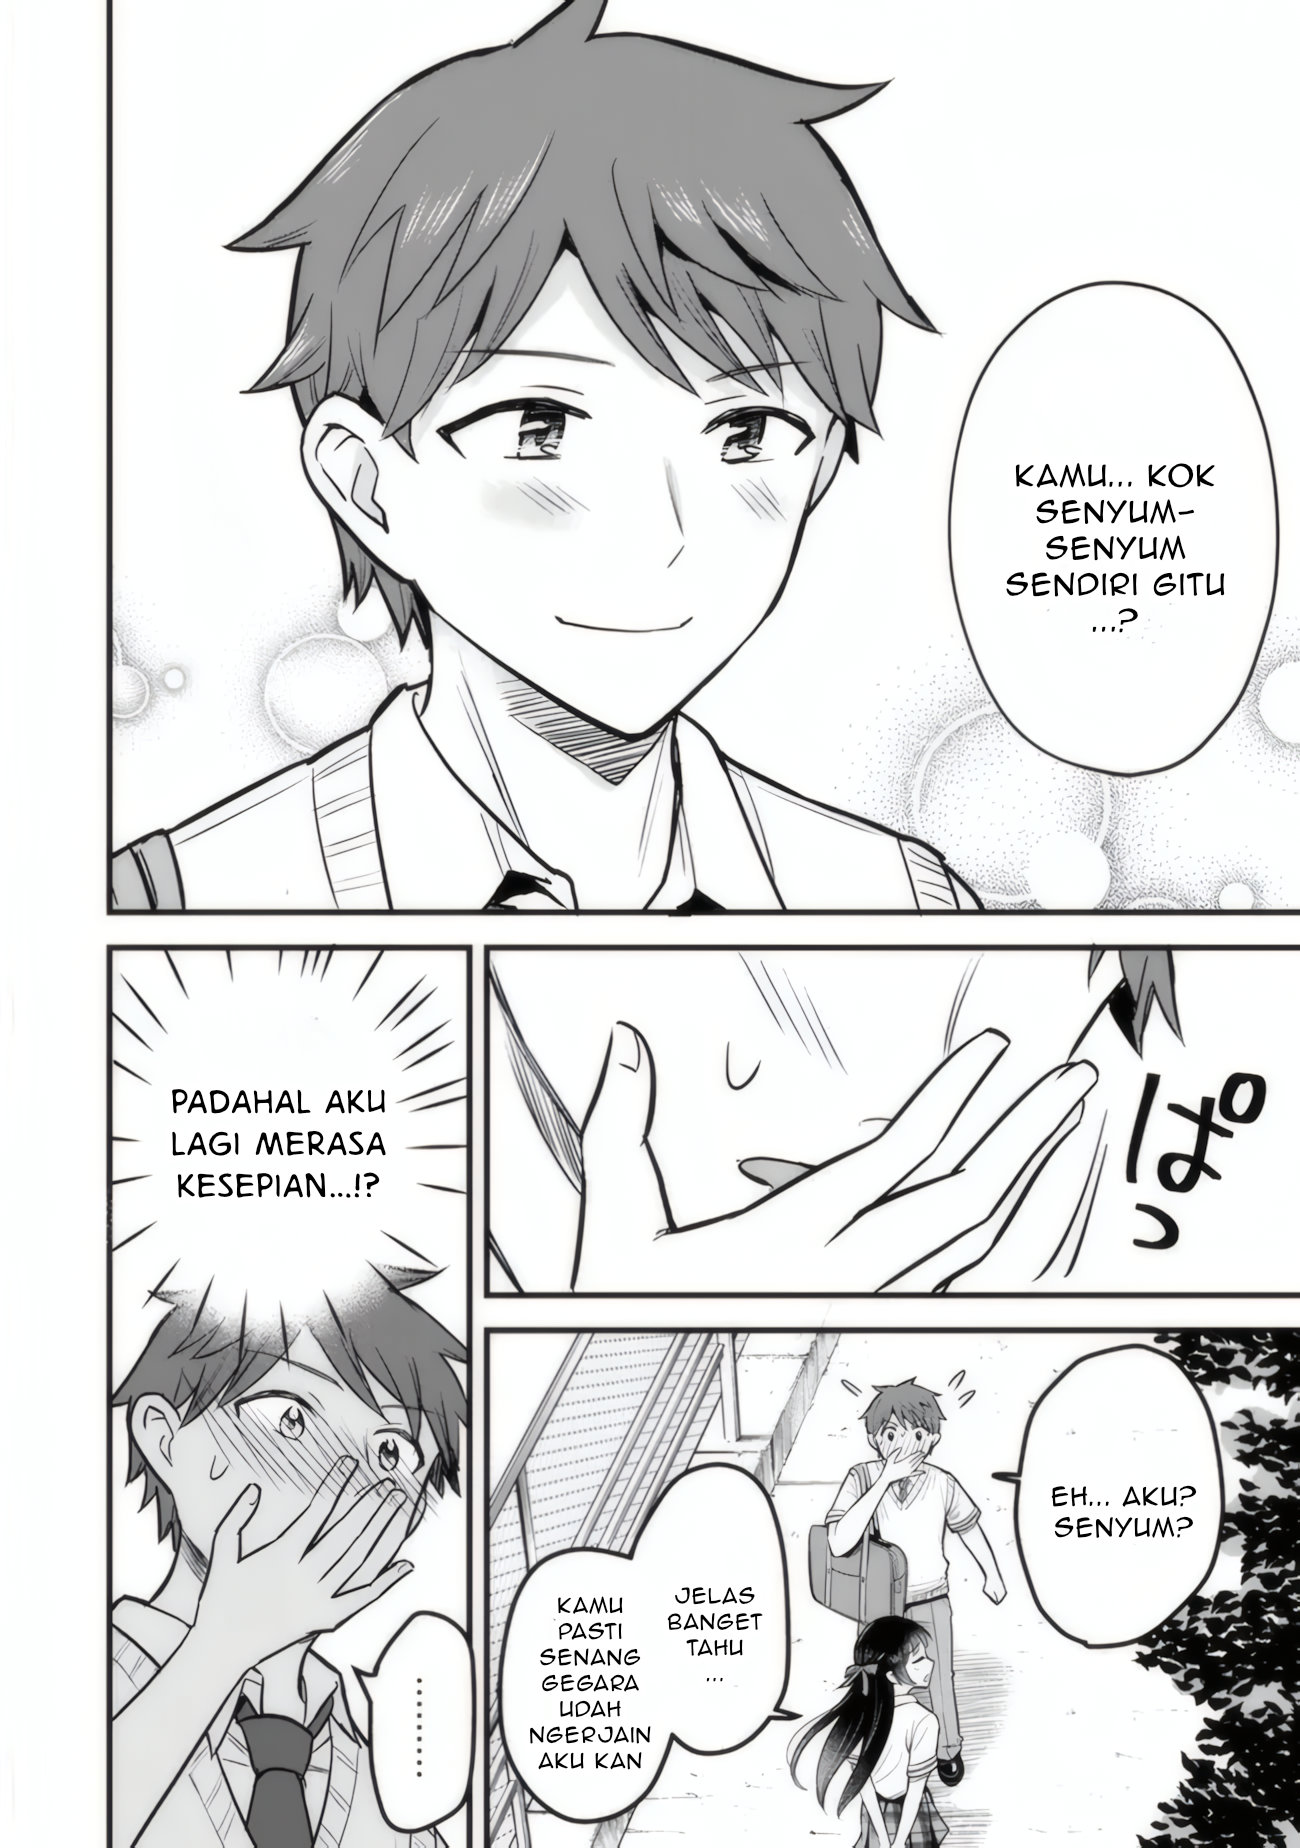 KAMU... KOK
SENYUM-
SENYUM
SENDIRI GITU
...?
ぱっ
EH... AKU?
SENYUM?
JELAS
BANGET
TAHU
...
KAMU
PASTI
SENANG
GEGARA
UDAH
NGERJAIN
AKU KAN
PADAHAL AKU
LAGI MERASA
KESEPIAN...!?
.........